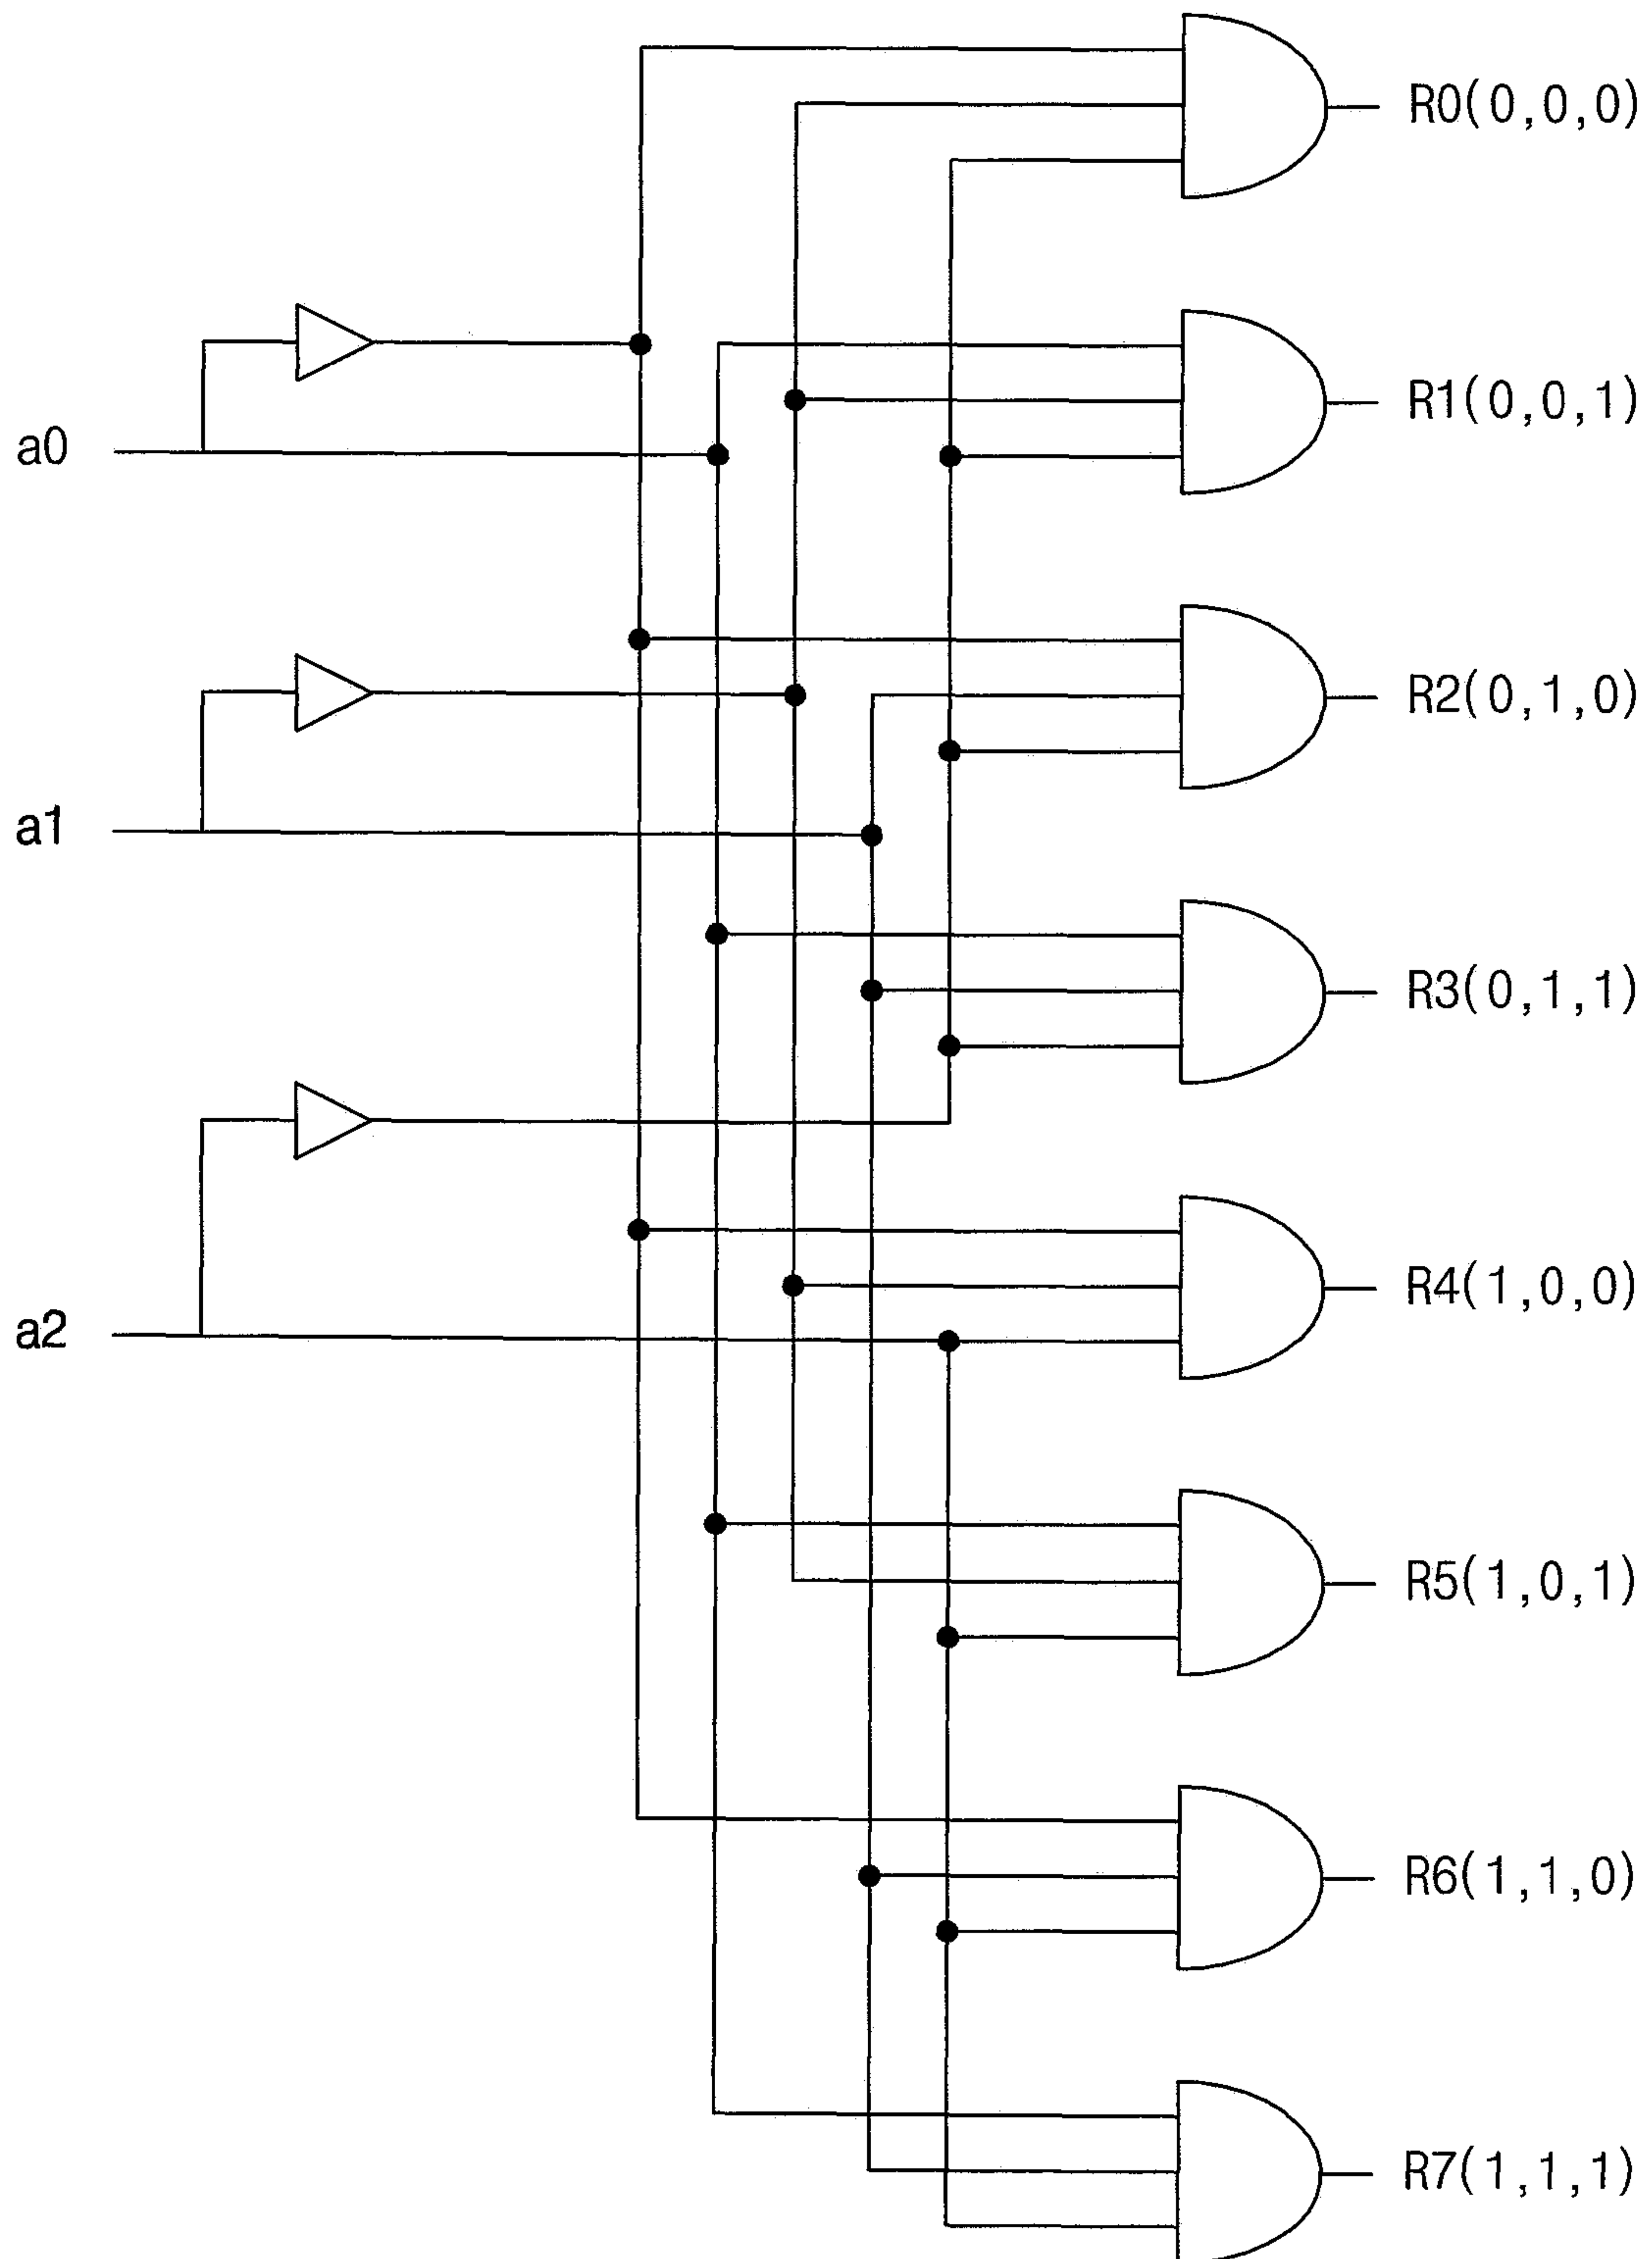 R0(0,0,0)
R1(0,0,1)
a0
R2(0,1,0)
a1
R3(0,1,1)
R4(1,0,0)
a2
R5(1,0,1)
R6(1,1,0)
R7(1,1,1)